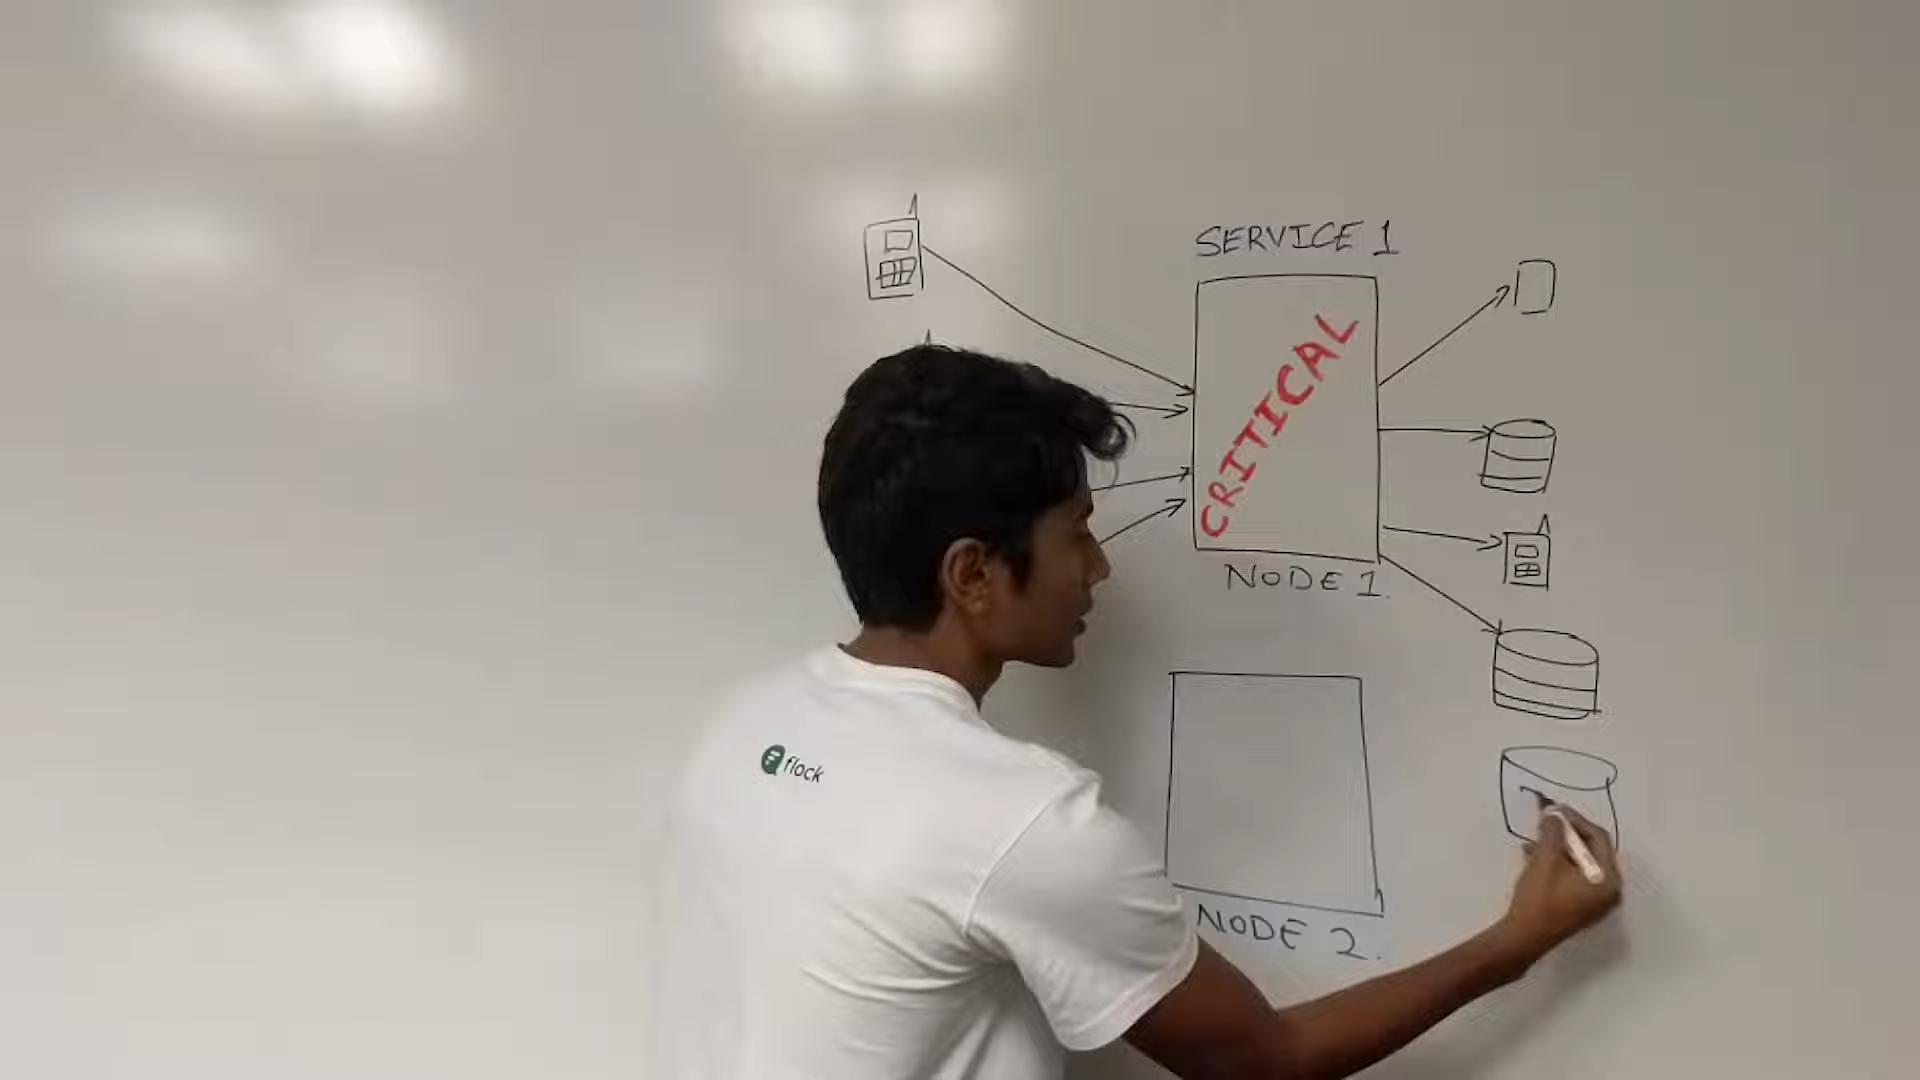 SERVICE 1
CRITICAL
NODE 1.
flock
NODE 2.